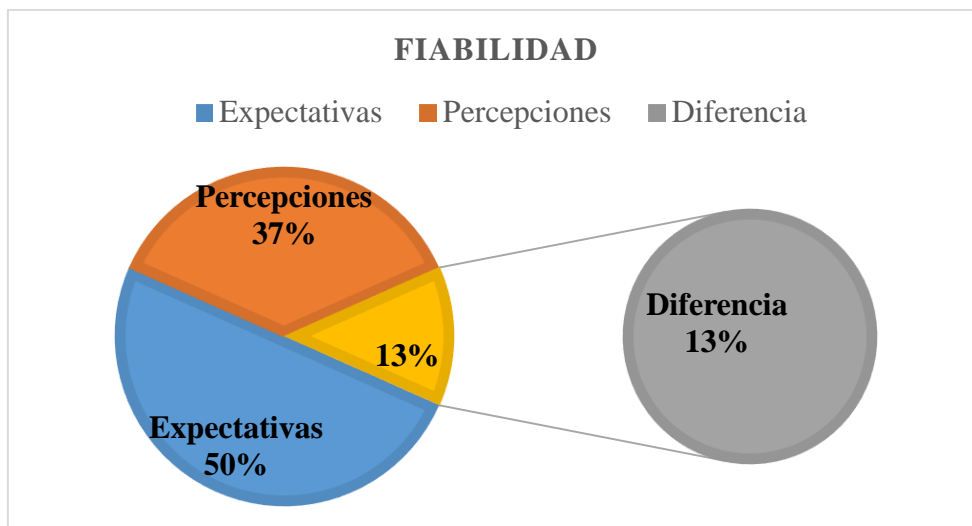 FIABILIDAD
Expectativas Percepciones Diferencia
Percepciones
37%
Diferencia
13%
13%
Expectativas
50%